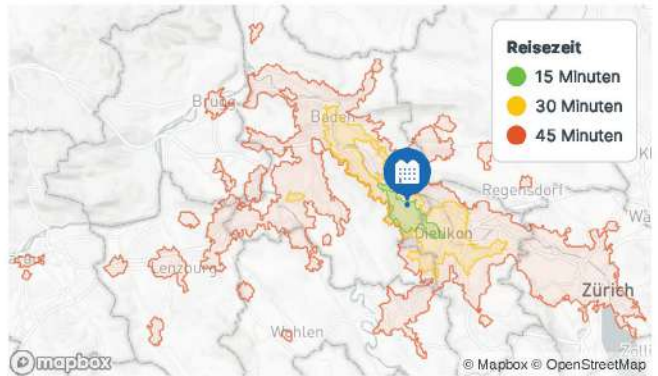 Reisezeit
15 Minuten
30 Minuten
45 Minuten
Brugg
Baden
Regensdorf
Dietikon
Lenzburg
Zürich
Wohlen
mapbox
© Mapbox © OpenStreetMap